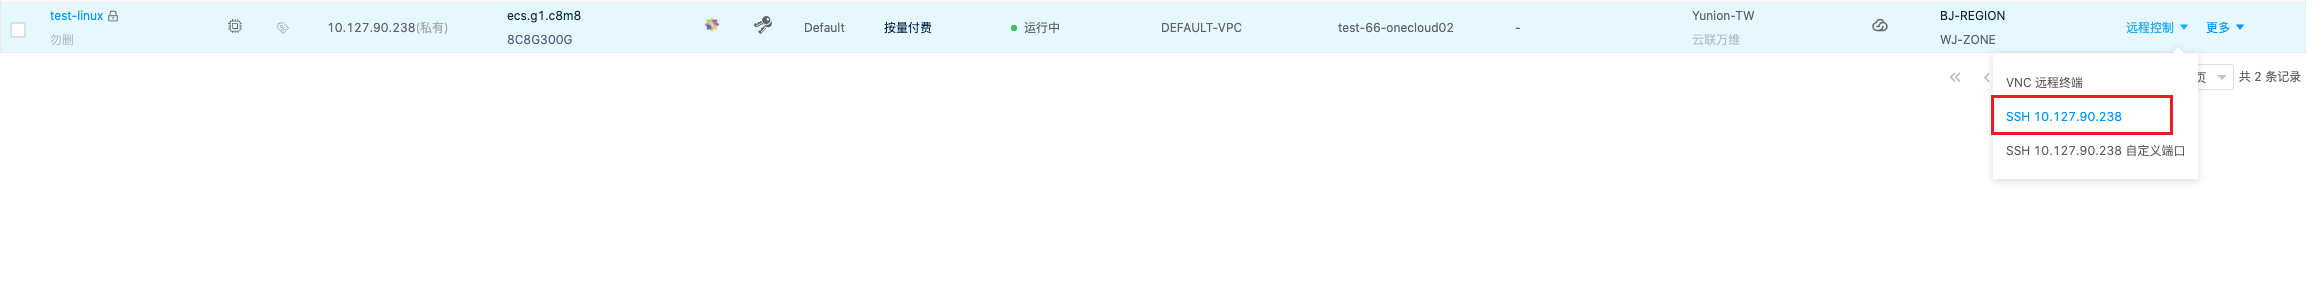 test-linux
勿删
10.127.90.238(私有)
ecs.g1.c8m8
8C8G300G
Default
按量付费
运行中
DEFAULT-VPC
test-66-onecloud02
-
Yunion-TW
云联万维
BJ-REGION
WJ-ZONE
远程控制
更多
页
共 2 条记录
VNC 远程终端
SSH 10.127.90.238
SSH 10.127.90.238 自定义端口